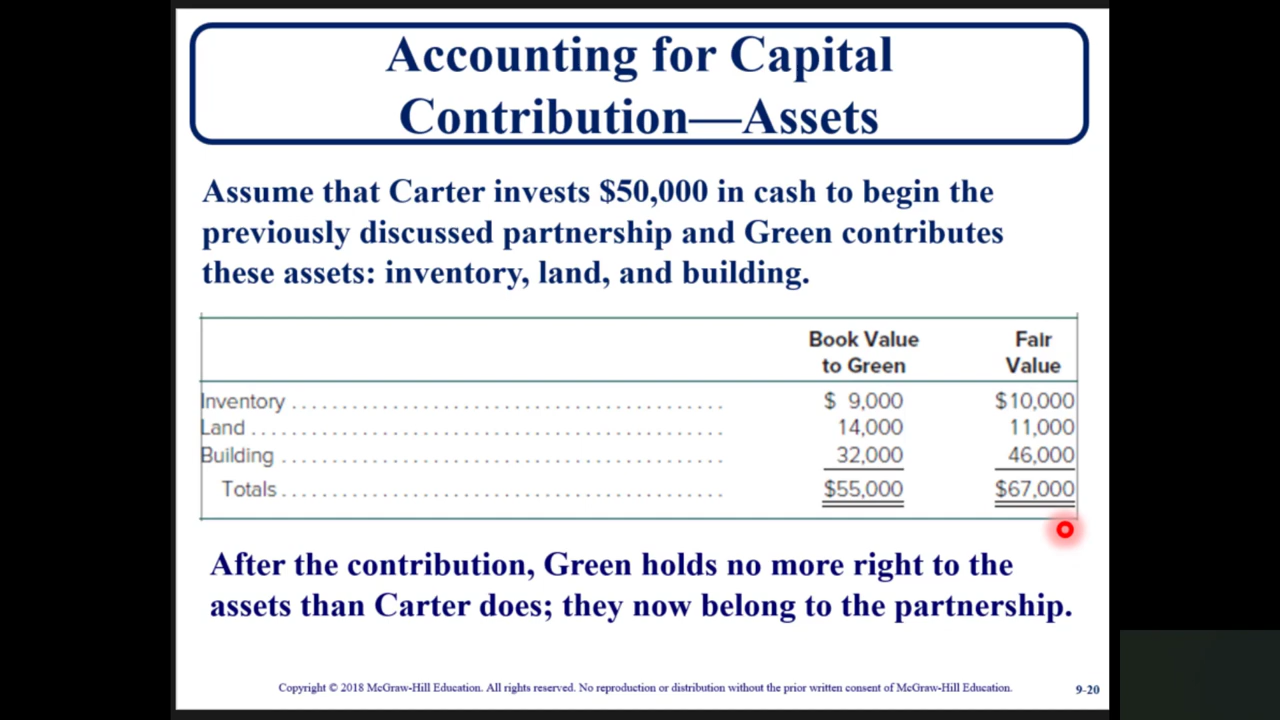 Accounting for Capital
Contribution—Assets
Assume that Carter invests $50,000 in cash to begin the
previously discussed partnership and Green contributes
these assets: inventory, land, and building.
Book Value Fair
to Green Value
Inventory . . . . . . . . . . . . . . . . . . . . . . . . . . . . . . . . . . . . . . . . . . . $ 9,000 $10,000
Land . . . . . . . . . . . . . . . . . . . . . . . . . . . . . . . . . . . . . . . . . . . . . . . 14,000 11,000
Building . . . . . . . . . . . . . . . . . . . . . . . . . . . . . . . . . . . . . . . . . . . . 32,000 46,000
Totals . . . . . . . . . . . . . . . . . . . . . . . . . . . . . . . . . . . . . . . . . . . . $55,000 $67,000
After the contribution, Green holds no more right to the
assets than Carter does; they now belong to the partnership.
Copyright © 2018 McGraw-Hill Education. All rights reserved. No reproduction or distribution without the prior written consent of McGraw-Hill Education. 9-20